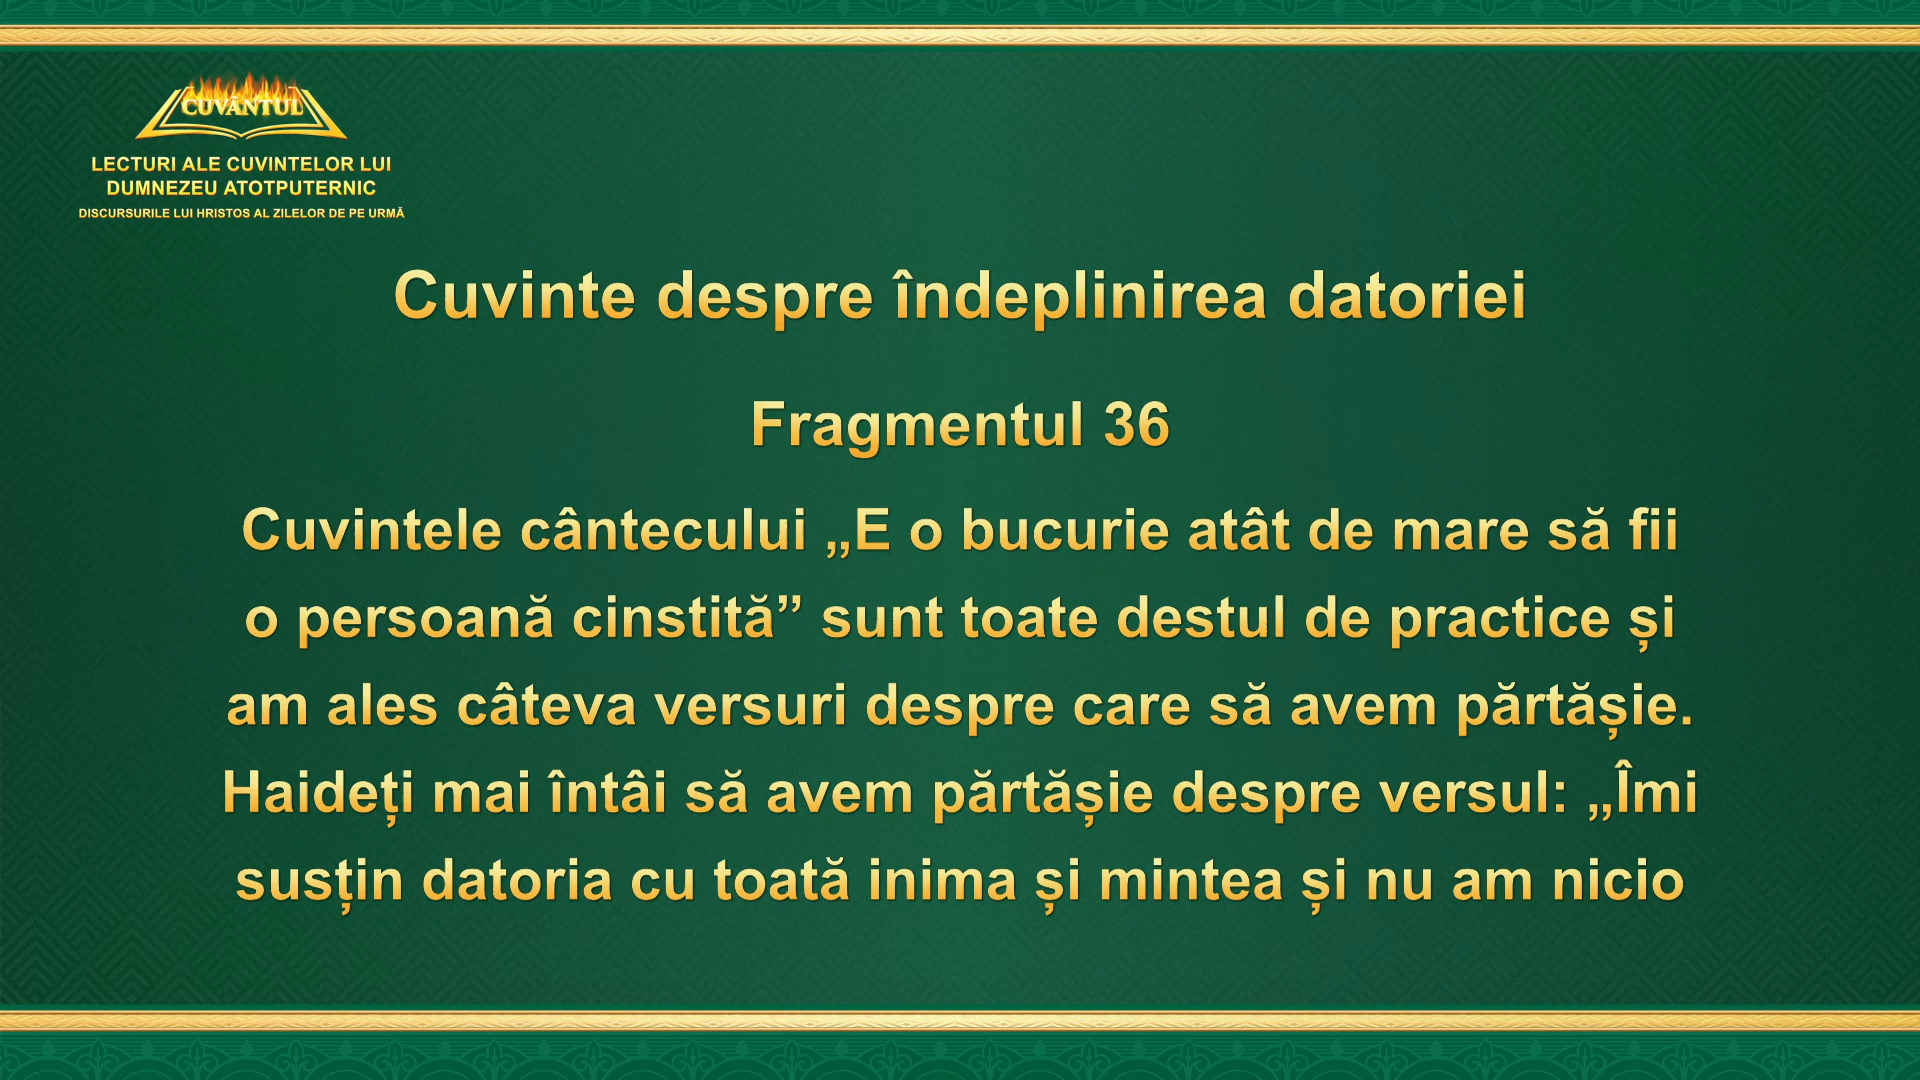 CUVÂNTUL
LECTURI ALE CUVINTELOR LUI
DUMNEZEU ATOTPUTERNIC
DISCURSURILE LUI HRISTOS AL ZILELOR DE PE URMĂ
Cuvinte despre îndeplinirea datoriei
Fragmentul 36
Cuvintele cântecului „E o bucurie atât de mare să fii
o persoană cinstită” sunt toate destul de practice și
am ales câteva versuri despre care să avem părtășie.
Haideți mai întâi să avem părtășie despre versul: „Îmi
susțin datoria cu toată inima și mintea și nu am nicio